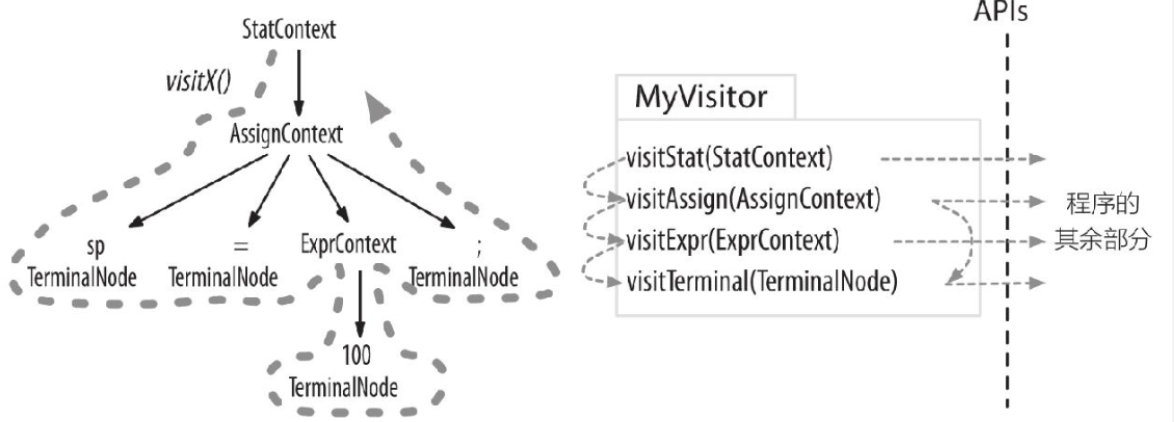 StatContext
visitX()
AssignContext
sp
TerminalNode
=
TerminalNode
ExprContext
;
TerminalNode
100
TerminalNode
MyVisitor
visitStat(StatContext)
visitAssign(AssignContext)
visitExpr(ExprContext)
visitTerminal(TerminalNode)
APIs
程序的
其余部分